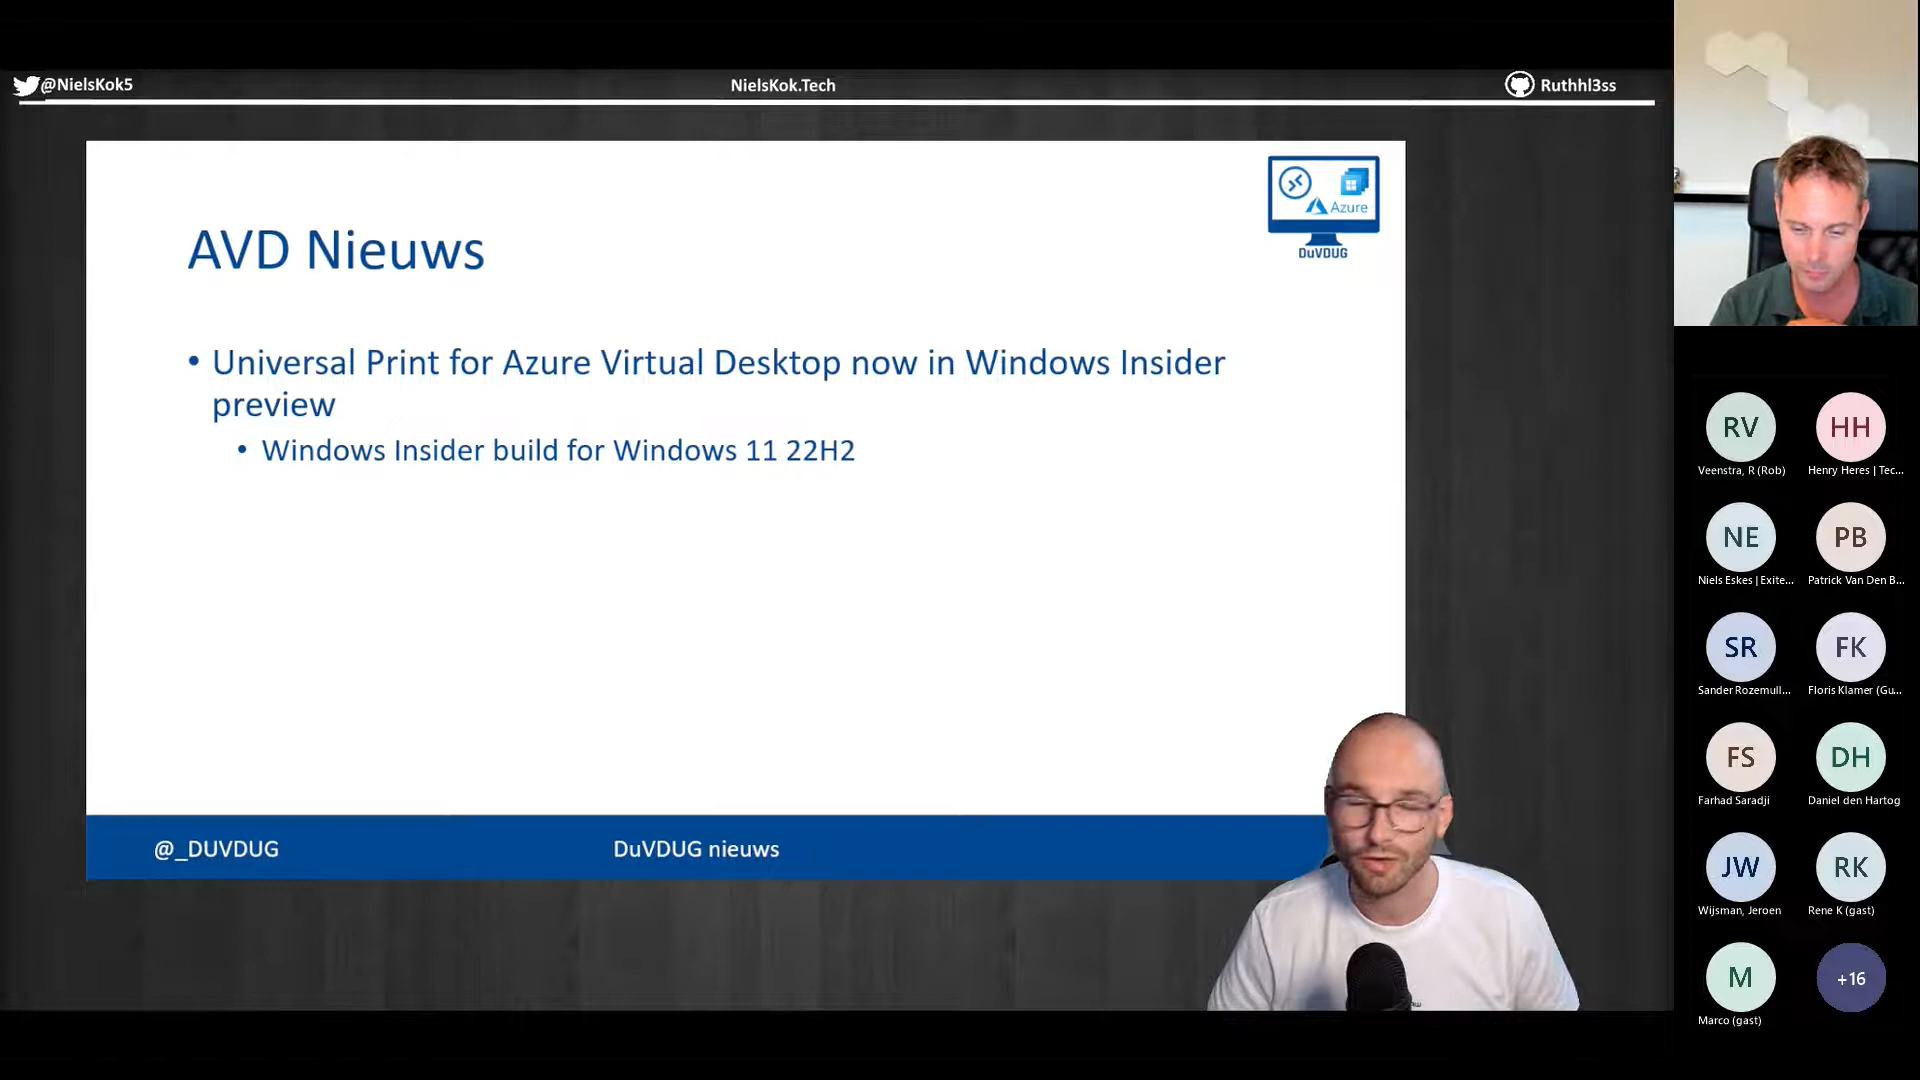 @NielsKok5
NielsKok.Tech
Ruthhl3ss
Azure
DuVDUG
AVD Nieuws
• Universal Print for Azure Virtual Desktop now in Windows Insider
preview
• Windows Insider build for Windows 11 22H2
@_DUVDUG
DuVDUG nieuws
RV
Veenstra, R (Rob)
HH
Henry Heres | Tec...
NE
Niels Eskes | Exite...
PB
Patrick Van Den B...
SR
Sander Rozemull...
FK
Floris Klamer (Gu...
FS
Farhad Saradji
DH
Daniel den Hartog
JW
Wijsman, Jeroen
RK
Rene K (gast)
M
Marco (gast)
+16